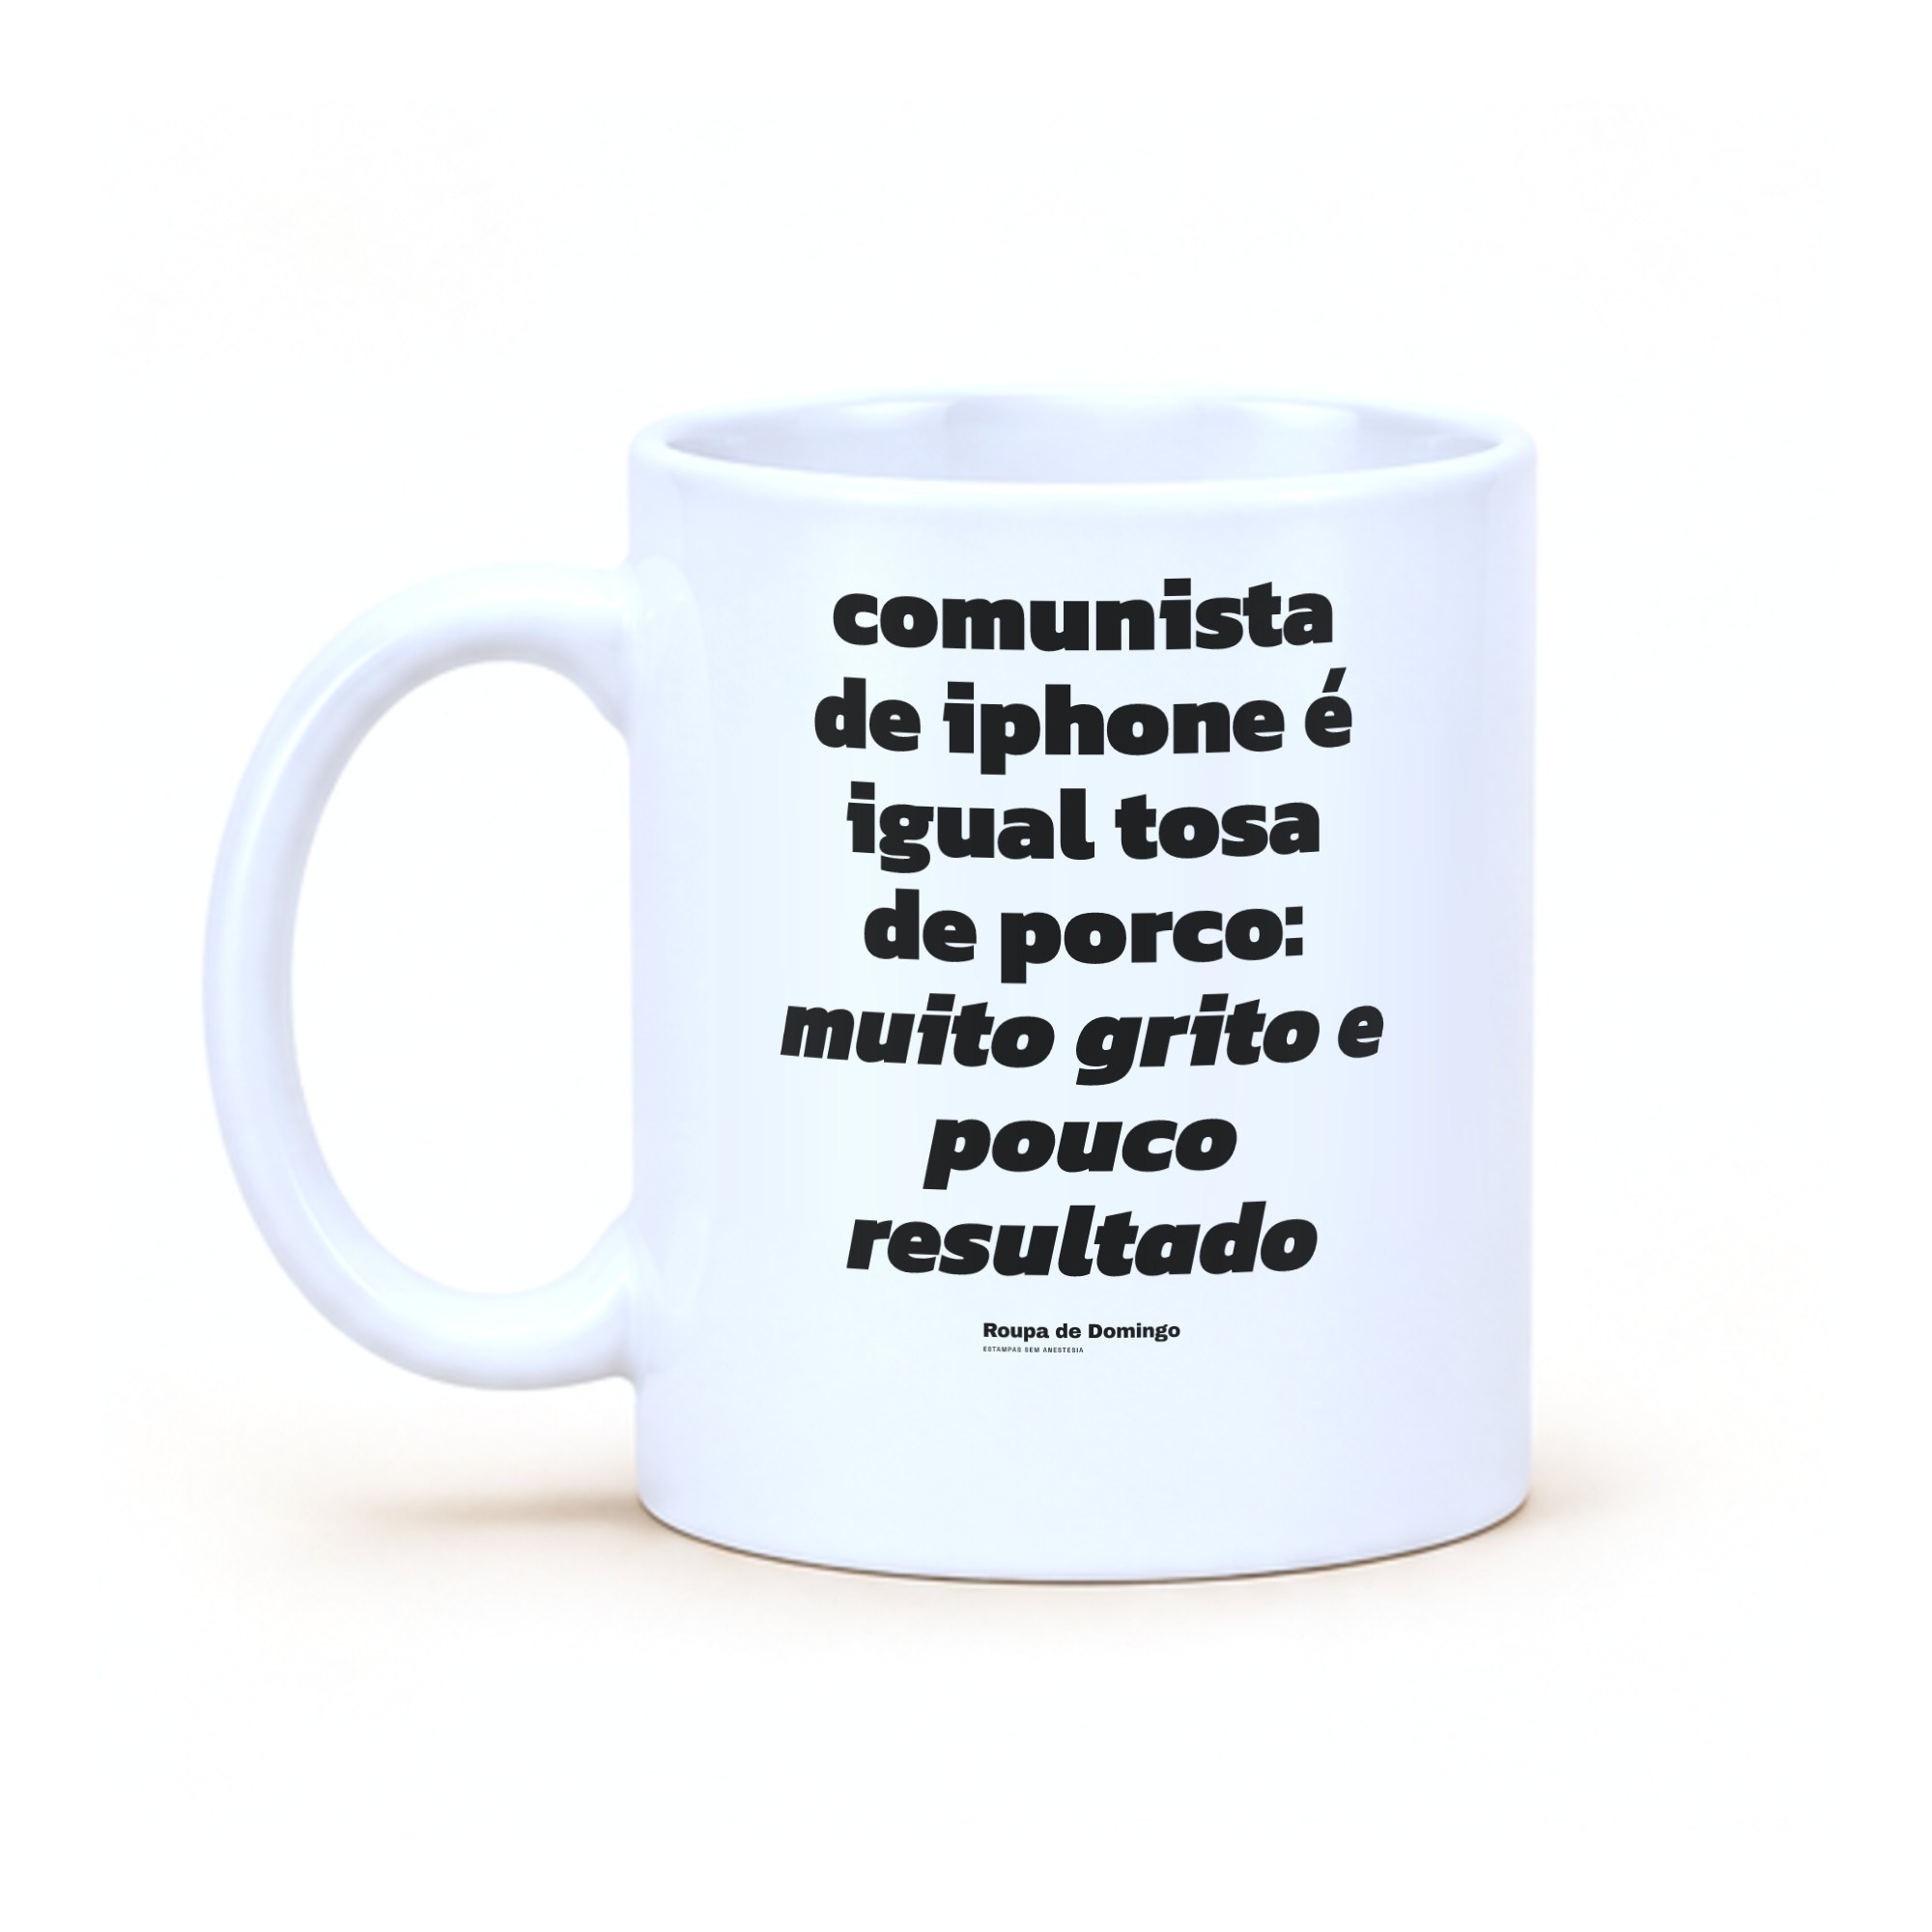 comunista
de iphone é
igual tosa
de porco:
muito grito e
pouco
resultado
Roupa de Domingo
ESTAMPAS SEM ANESTESIA